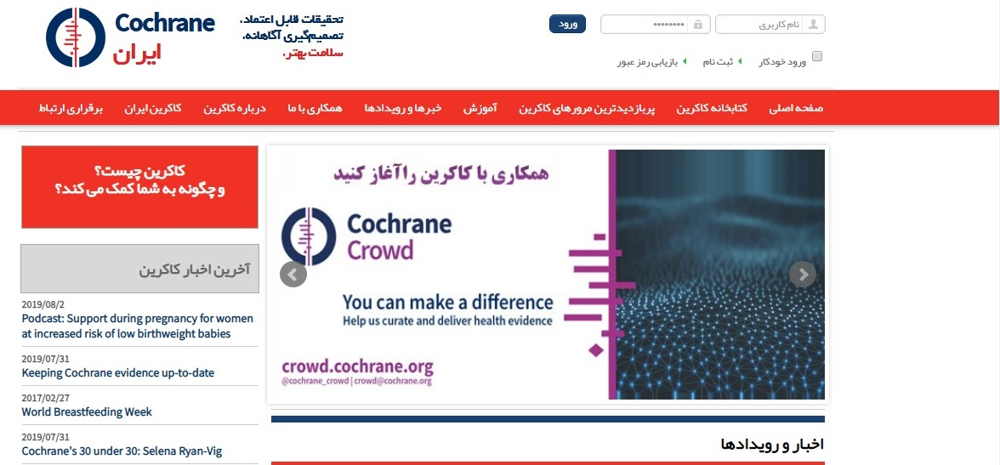 Cochrane
ایران
تحقیقات قابل اعتماد.
تصمیم‌گیری آگاهانه.
سلامت بهتر.
نام کاربری
ورود
ورود خودکار
ثبت نام
بازیابی رمز عبور
صفحه اصلی
کتابخانه کاکرین
پربازدیدترین مرورهای کاکرین
آموزش
خبرها و رویدادها
همکاری با ما
درباره کاکرین
کاکرین ایران
برقراری ارتباط
همکاری با کاکرین را آغاز کنید
Cochrane
Crowd
You can make a difference
Help us curate and deliver health evidence
crowd.cochrane.org
@cochrane_crowd | crowd@cochrane.org
اخبار و رویدادها
کاکرین چیست؟
و چگونه به شما کمک می کند؟
آخرین اخبار کاکرین
2019/08/2
Podcast: Support during pregnancy for women
at increased risk of low birthweight babies
2019/07/31
Keeping Cochrane evidence up-to-date
2017/02/27
World Breastfeeding Week
2019/07/31
Cochrane's 30 under 30: Selena Ryan-Vig